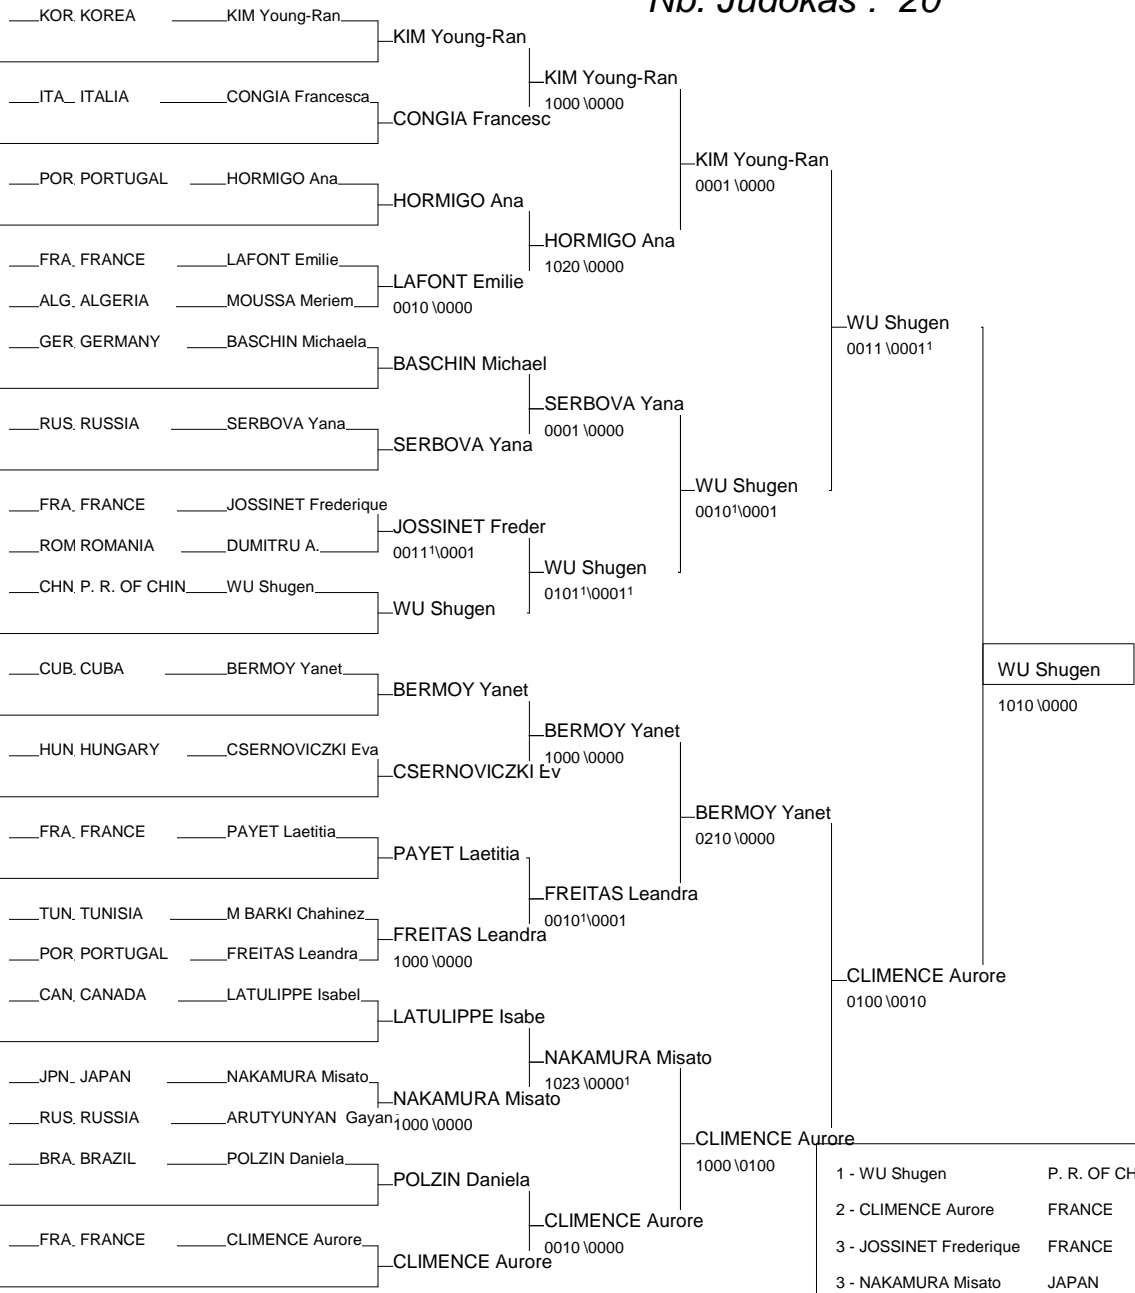 Nb. Judokas : 20
KOR KOREA KIM Young-Ran
KIM Young-Ran
KIM Young-Ran
1000 \0000
ITA ITALIA CONGIA Francesca
CONGIA Francesc
KIM Young-Ran
0001 \0000
POR PORTUGAL HORMIGO Ana
HORMIGO Ana
HORMIGO Ana
1020 \0000
FRA FRANCE LAFONT Emilie
LAFONT Emilie
0010 \0000
ALG ALGERIA MOUSSA Meriem
WU Shugen
0011 \0001¹
GER GERMANY BASCHIN Michaela
BASCHIN Michael
SERBOVA Yana
0001 \0000
RUS RUSSIA SERBOVA Yana
SERBOVA Yana
WU Shugen
0010¹\0001
FRA FRANCE JOSSINET Frederique
JOSSINET Freder
0011¹\0001
ROM ROMANIA DUMITRU A.
WU Shugen
0101¹\0001¹
CHN P. R. OF CHIN WU Shugen
WU Shugen
CUB CUBA BERMOY Yanet
WU Shugen
1010 \0000
BERMOY Yanet
BERMOY Yanet
1000 \0000
HUN HUNGARY CSERNOVICZKI Eva
CSERNOVICZKI Ev
BERMOY Yanet
0210 \0000
FRA FRANCE PAYET Laetitia
PAYET Laetitia
FREITAS Leandra
0010¹\0001
TUN TUNISIA M BARKI Chahinez
FREITAS Leandra
1000 \0000
POR PORTUGAL FREITAS Leandra
CLIMENCE Aurore
0100 \0010
CAN CANADA LATULIPPE Isabel
LATULIPPE Isabe
NAKAMURA Misato
1023 \0000¹
JPN JAPAN NAKAMURA Misato
NAKAMURA Misato
1000 \0000
RUS RUSSIA ARUTYUNYAN Gayan
CLIMENCE Aurore
1000 \0100
BRA BRAZIL POLZIN Daniela
POLZIN Daniela
CLIMENCE Aurore
0010 \0000
FRA FRANCE CLIMENCE Aurore
CLIMENCE Aurore
1 - WU Shugen P. R. OF CH
2 - CLIMENCE Aurore FRANCE
3 - JOSSINET Frederique FRANCE
3 - NAKAMURA Misato JAPAN